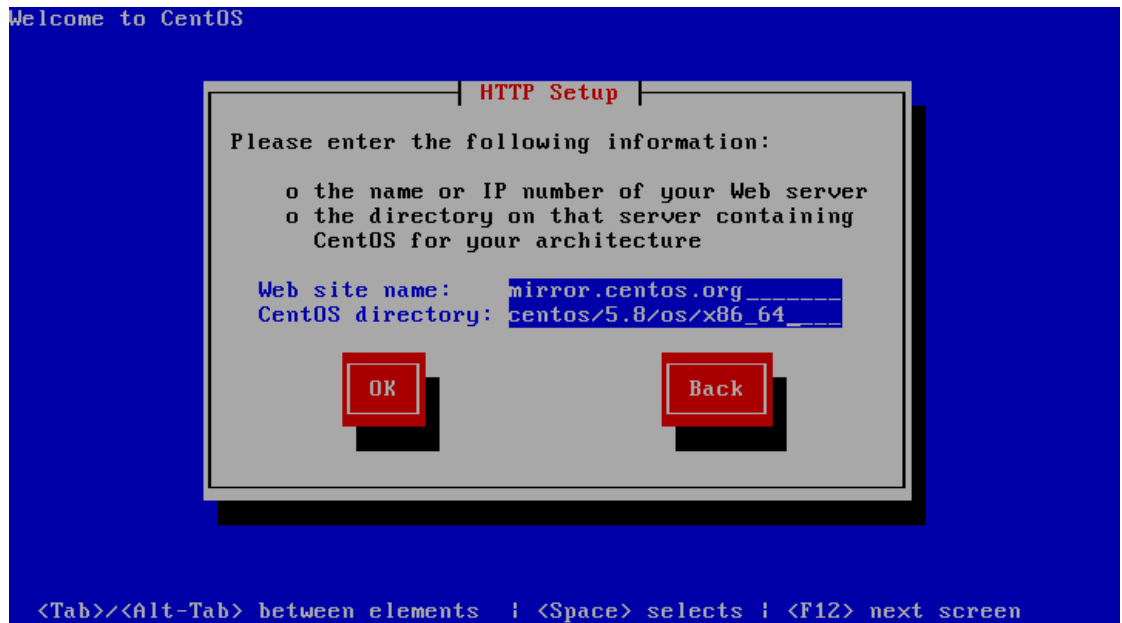 Welcome to CentOS
HTTP Setup
Please enter the following information:
o the name or IP number of your Web server
o the directory on that server containing
CentOS for your architecture
Web site name: mirror.centos.org_______
CentOS directory: centos/5.8/os/x86_64____
OK Back
<Tab>/<Alt-Tab> between elements | <Space> selects | <F12> next screen